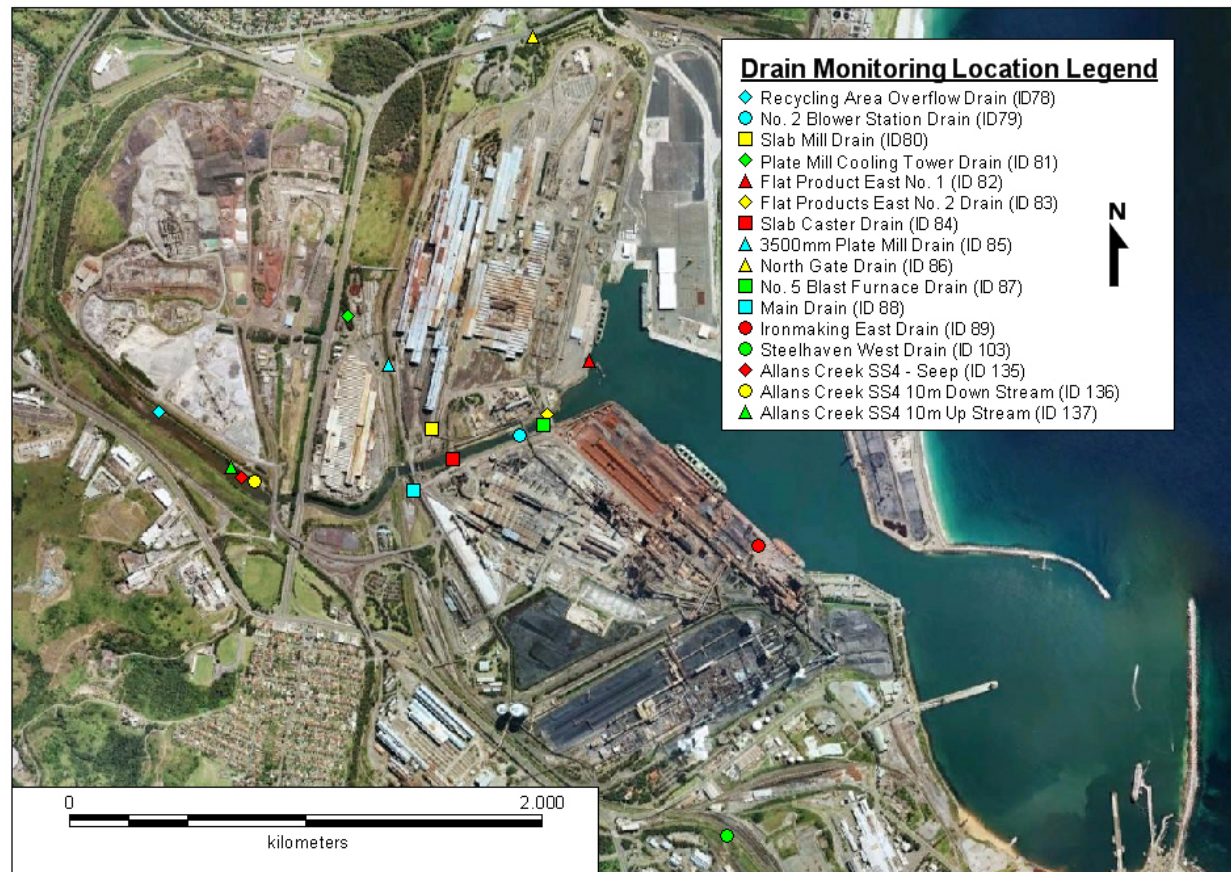 Drain Monitoring Location Legend
Recycling Area Overflow Drain (ID78)
No. 2 Blower Station Drain (ID79)
Slab Mill Drain (ID80)
Plate Mill Cooling Tower Drain (ID 81)
Flat Product East No. 1 (ID 82)
Flat Products East No. 2 Drain (ID 83)
Slab Caster Drain (ID 84)
3500mm Plate Mill Drain (ID 85)
North Gate Drain (ID 86)
No. 5 Blast Furnace Drain (ID 87)
Main Drain (ID 88)
Ironmaking East Drain (ID 89)
Steelhaven West Drain (ID 103)
Allans Creek SS4 - Seep (ID 135)
Allans Creek SS4 10m Down Stream (ID 136)
Allans Creek SS4 10m Up Stream (ID 137)
N
0 2.000
kilometers